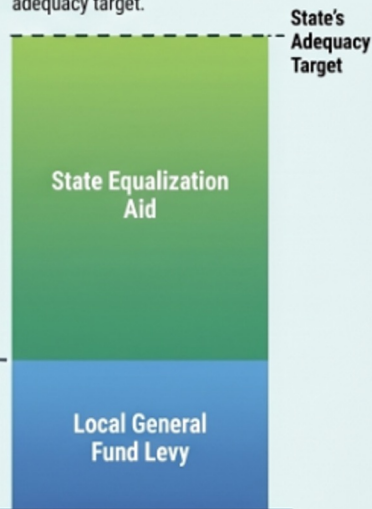 adequacy target.
State's
Adequacy
Target
State Equalization
Aid
Local General
Fund Levy